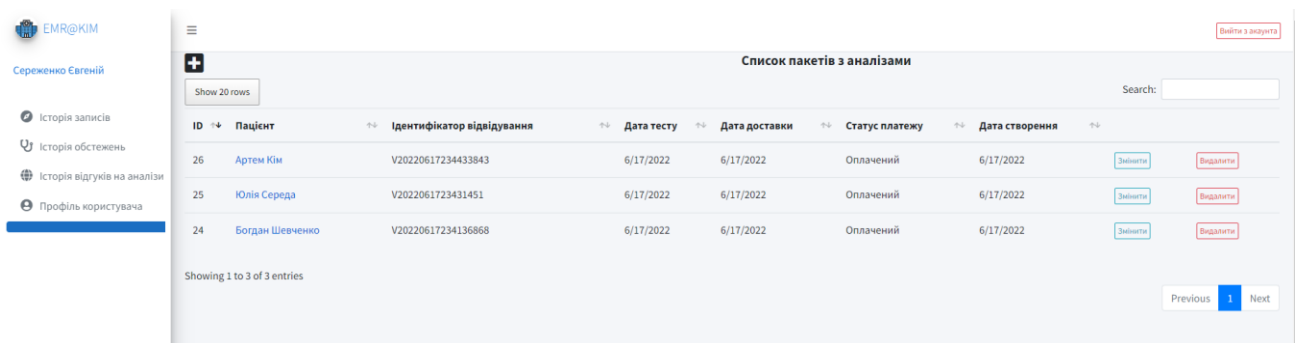 EMR@KIM
Вийти з акаунта
Сереженко Євгеній
Історія записів
Історія обстежень
Історія відгуків на аналізи
Профіль користувача
Список пакетів з аналізами
Show 20 rows
Search:
ID Пацієнт Ідентифікатор відвідування Дата тесту Дата доставки Статус платежу Дата створення
26 Артем Кім V20220617234433843 6/17/2022 6/17/2022 Оплачений 6/17/2022 Змінити Видалити
25 Юлія Середа V2022061723431451 6/17/2022 6/17/2022 Оплачений 6/17/2022 Змінити Видалити
24 Богдан Шевченко V20220617234136868 6/17/2022 6/17/2022 Оплачений 6/17/2022 Змінити Видалити
Showing 1 to 3 of 3 entries
Previous 1 Next